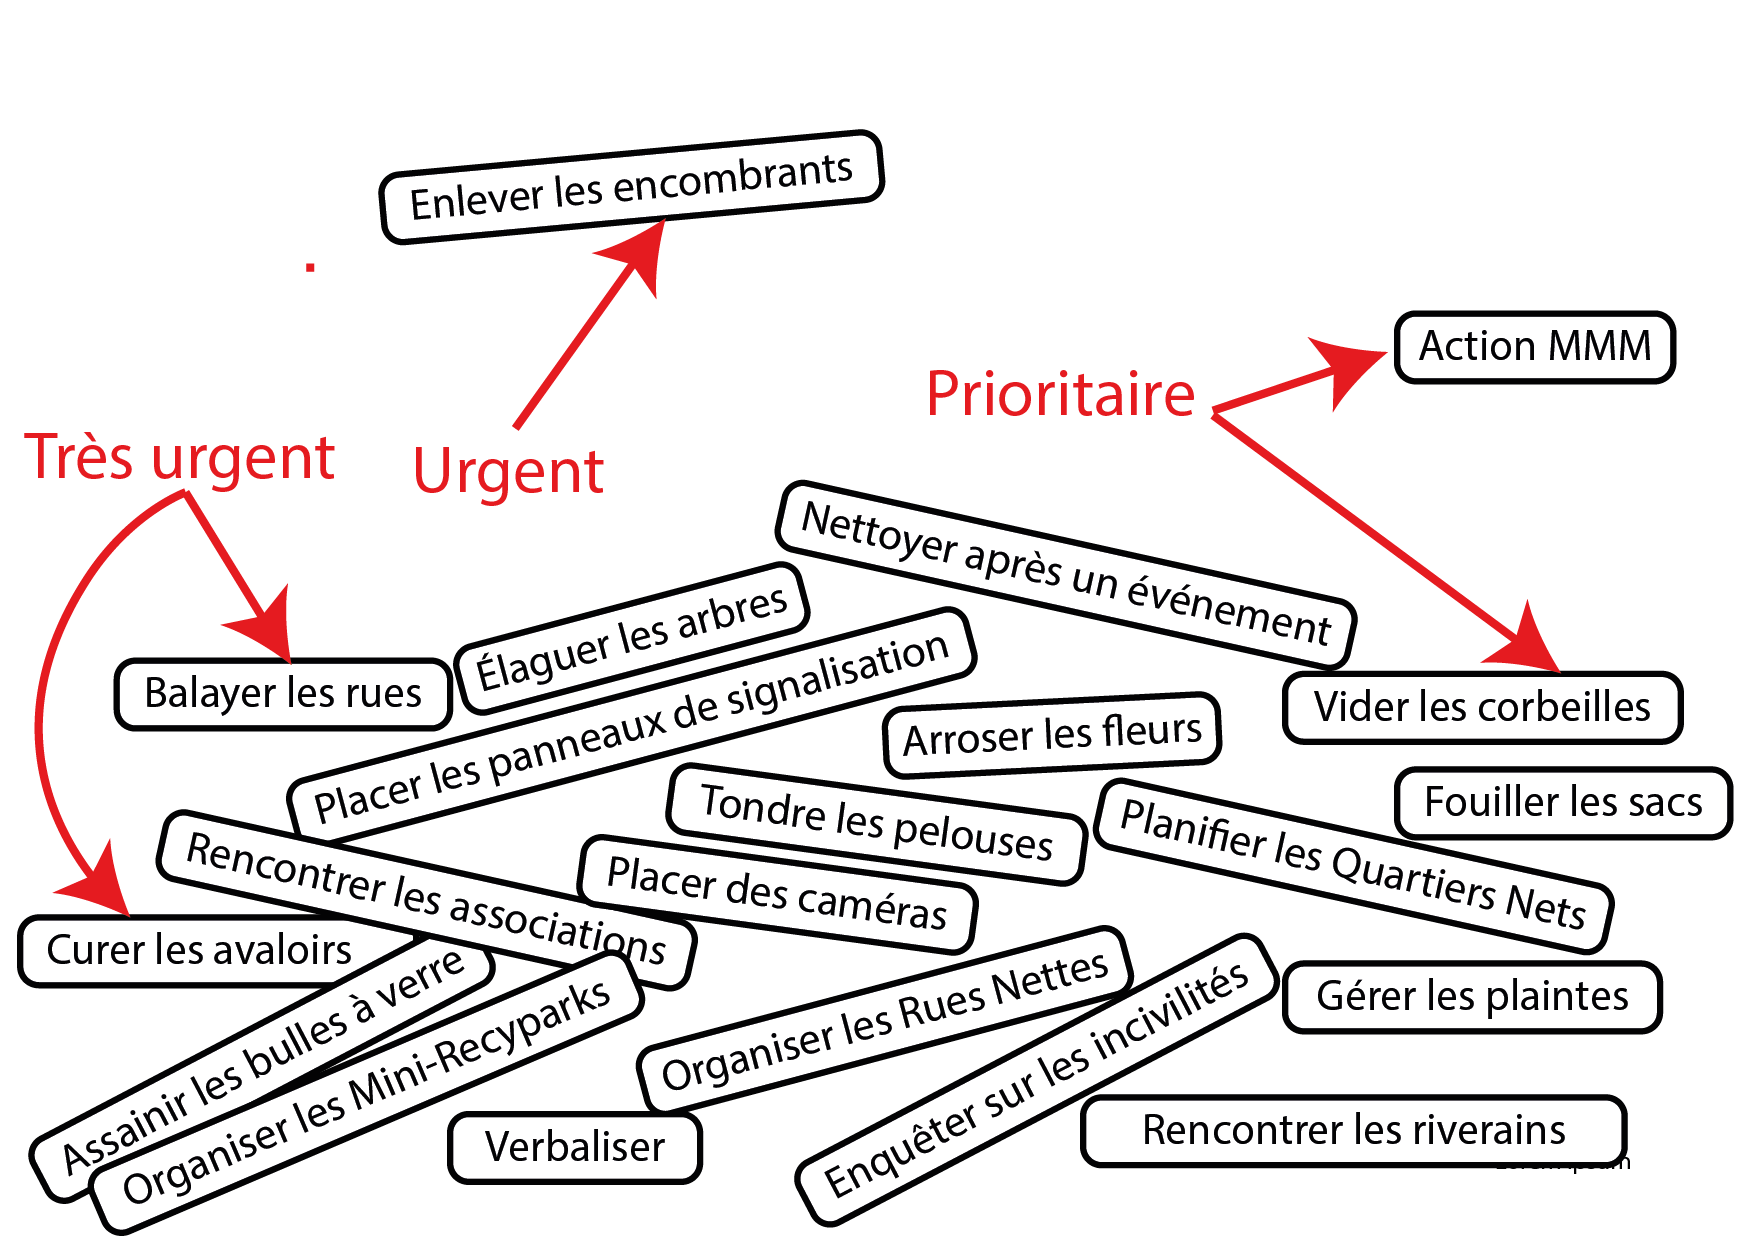 Enlever les encombrants
Action MMM
Prioritaire
Très urgent
Urgent
Nettoyer après un événement
Élaguer les arbres
Balayer les rues
Placer les panneaux de signalisation
Vider les corbeilles
Arroser les fleurs
Fouiller les sacs
Tondre les pelouses
Planifier les Quartiers Nets
Rencontrer les associations
Placer des caméras
Curer les avaloirs
Gérer les plaintes
Assainir les bulles à verre
Organiser les Rues Nettes
Enquêter sur les incivilités
Organiser les Mini-Recyparks
Verbaliser
Rencontrer les riverains